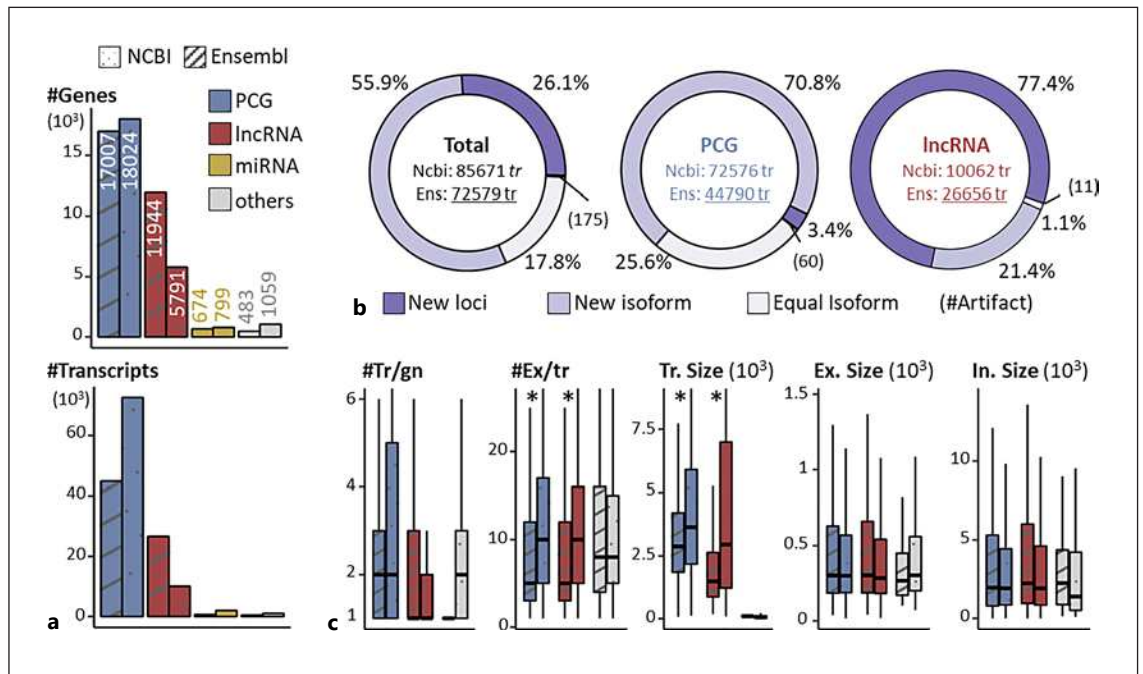 NCBI Ensembl
#Genes
(10³)
PCG
lncRNA
miRNA
others
15
10
5
0
17007
18024
11944
5791
674
799
483
1059
#Transcripts
(10³)
60
40
20
0
a
55.9%
26.1%
Total
Ncbi: 85671 tr
Ens: 72579 tr
(175)
17.8%
70.8%
PCG
Ncbi: 72576 tr
Ens: 44790 tr
3.4%
(60)
25.6%
77.4%
lncRNA
Ncbi: 10062 tr
Ens: 26656 tr
(11)
1.1%
21.4%
b
New loci New isoform Equal Isoform (#Artifact)
#Tr/gn
6
4
2
1
#Ex/tr
* *
20
10
0
Tr. Size (10³)
* *
7.5
5
2.5
0
Ex. Size (10³)
1.5
1
0.5
0
In. Size (10³)
10
5
0
c